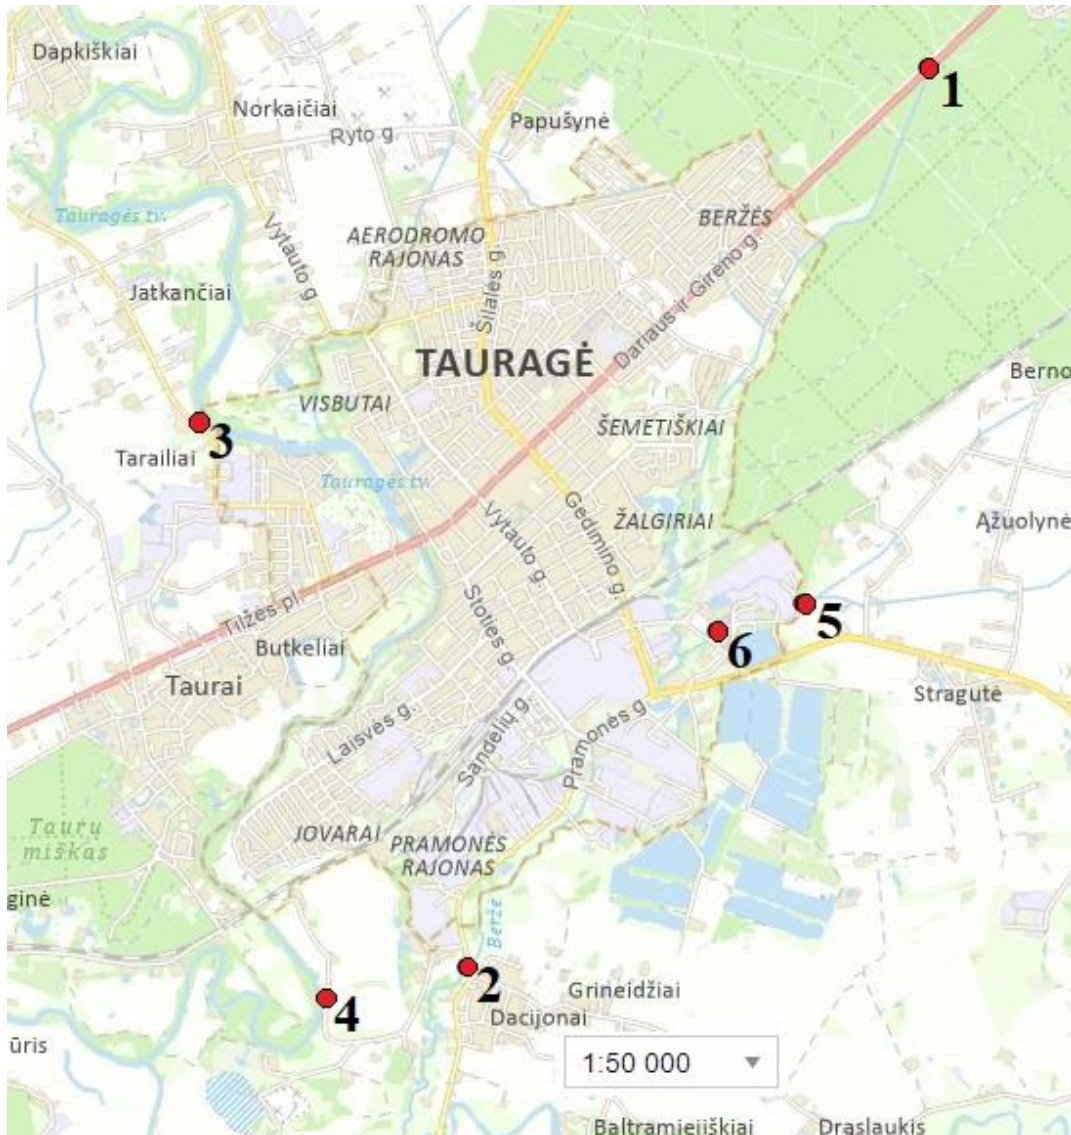 Dapkiškiai
1
Norkaičiai
Papušynė
Ryto g.
Tauragės tv.
BERŽĖS
Vytauto g.
AERODROMO
RAJONAS
Šilalės g.
Jatkančiai
Dariaus ir Girėno g.
TAURAGĖ
Berno
VISBUTAI
3
ŠEMETIŠKIAI
Tarailiai
Tauragės tv.
Gedimino g.
ŽALGIRIAI
Ąžuolynė
Vytauto g.
Tilžės pl.
Stoties g.
5
6
Butkeliai
Taurai
Stragutė
Laisvės g.
Sandėlių g.
Pramonės g.
Taurų
miškas
JOVARAI
PRAMONĖS
RAJONAS
ginė
Beržė
2
4
Grineidžiai
Dacijonai
ūris
1:50 000
Baltramiejiškiai
Draslaukis